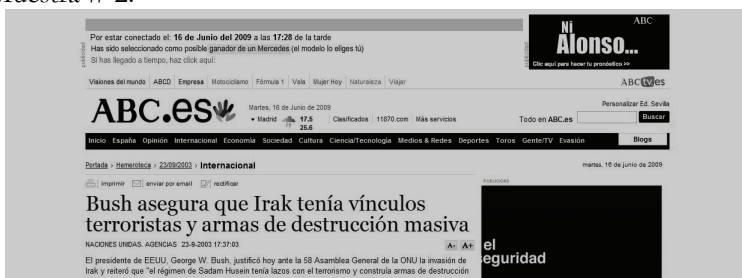 Muestra # 2:
Por estar conectado el: 16 de Junio del 2009 a las 17:28 de la tarde
Has sido seleccionado como posible ganador de un Mercedes (el modelo lo eliges tú)
Si has llegado a tiempo, haz click aquí:
publicidad
publicidad
ABC
Ni
Alonso...
Clic aquí para hacer tu pronóstico >>
Visiones del mundo ABCD Empresa Motociclismo Fórmula 1 Vela Mujer Hoy Naturaleza Viajar
ABC tv es
ABC.es
Martes, 16 de Junio de 2009
Personalizar Ed. Sevilla
Madrid 17.5 25.6 Clasificados 11870.com Más servicios
Todo en ABC.es Buscar
Inicio España Opinión Internacional Economía Sociedad Cultura Ciencia/Tecnología Medios & Redes Deportes Toros Gente/TV Evasión Blogs
Portada > Hemeroteca > 23/09/2003 > Internacional
martes, 16 de junio de 2009
imprimir enviar por email rectificar
PUBLICIDAD
Bush asegura que Irak tenía vínculos
terroristas y armas de destrucción masiva
NACIONES UNIDAS. AGENCIAS 23-9-2003 17:37:03
A- A+
El presidente de EEUU, George W. Bush, justificó hoy ante la 58 Asamblea General de la ONU la invasión de
Irak y reiteró que "el régimen de Sadam Husein tenía lazos con el terrorismo y construía armas de destrucción
el
seguridad